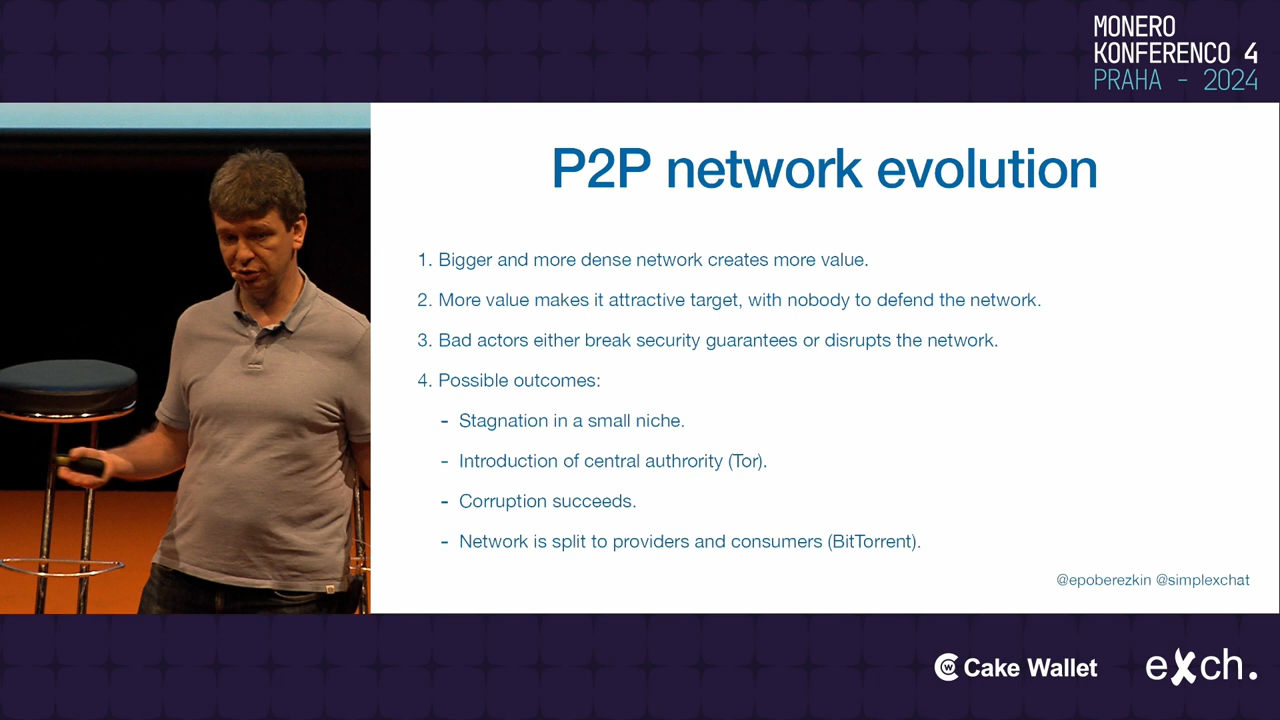 MONERO
KONFERENCO 4
PRAHA - 2024
P2P network evolution
1. Bigger and more dense network creates more value.
2. More value makes it attractive target, with nobody to defend the network.
3. Bad actors either break security guarantees or disrupts the network.
4. Possible outcomes:
- Stagnation in a small niche.
- Introduction of central authrority (Tor).
- Corruption succeeds.
- Network is split to providers and consumers (BitTorrent).
@epoberezkin @simplexchat
Cake Wallet
exch.